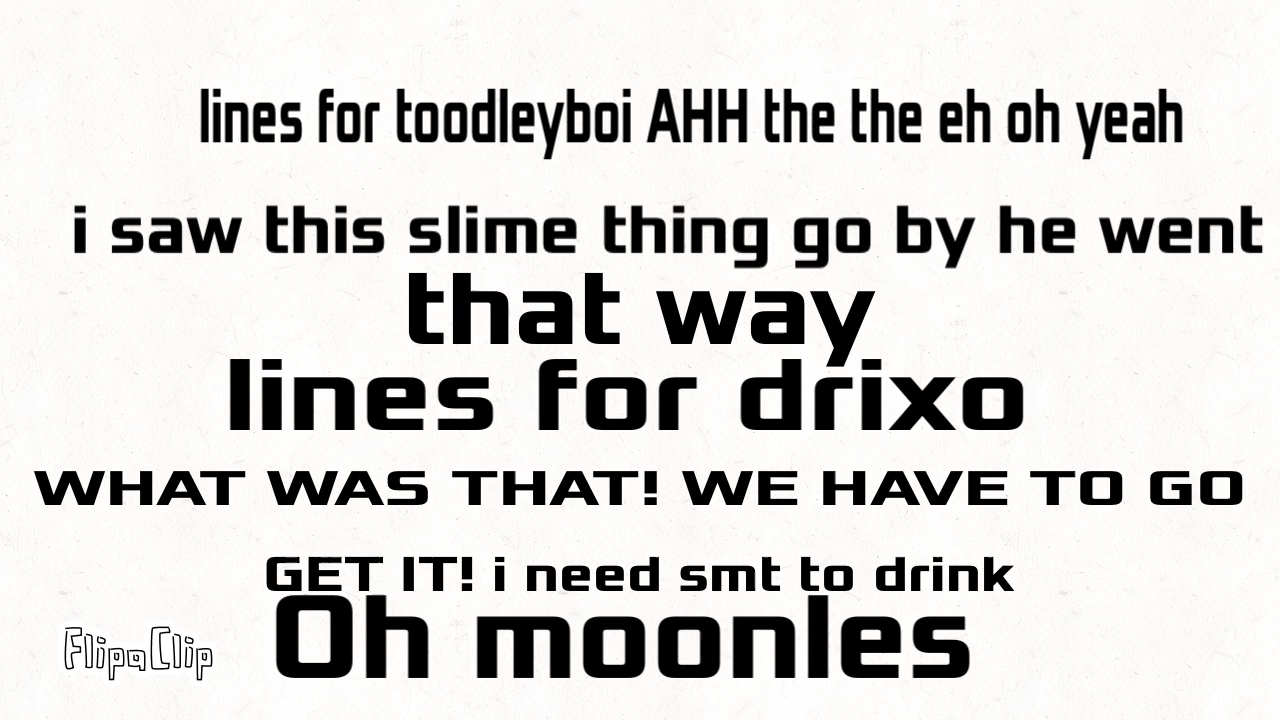 lines for toodleyboi AHH the the eh oh yeah
i saw this slime thing go by he went
that way
lines for drixo
WHAT WAS THAT! WE HAVE TO GO
GET IT! i need smt to drink
Oh moonles
FlipaClip